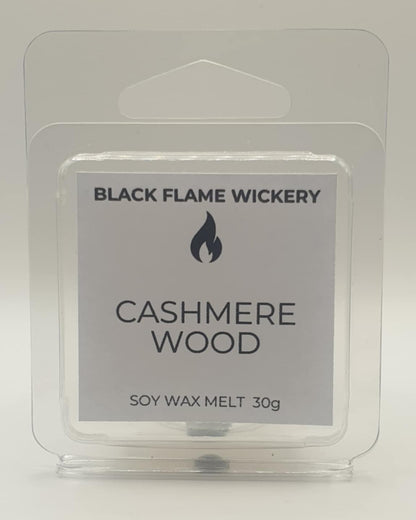 BLACK FLAME WICKERY
CASHMERE
WOOD
SOY WAX MELT 30g